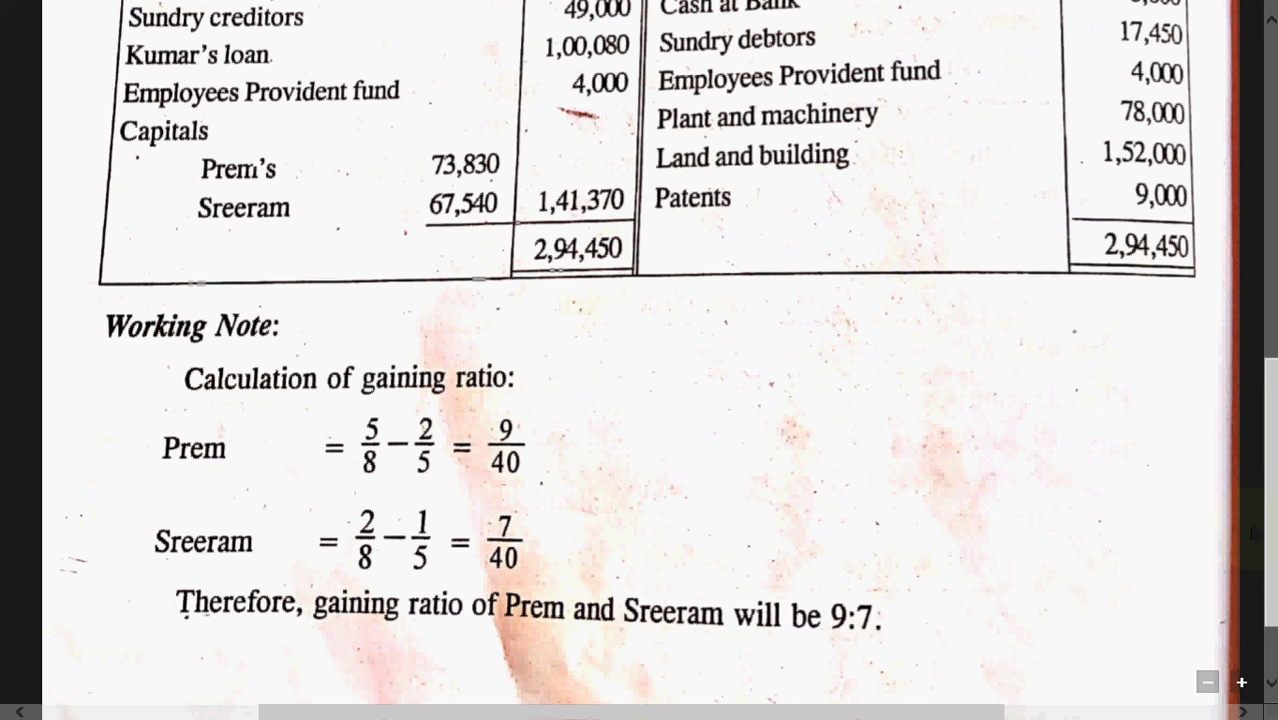 Sundry creditors 49,000 Cash at Bank
Kumar's loan 1,00,080 Sundry debtors 17,450
Employees Provident fund 4,000 Employees Provident fund 4,000
Capitals Plant and machinery 78,000
Prem's 73,830 Land and building 1,52,000
Sreeram 67,540 1,41,370 Patents 9,000
2,94,450 2,94,450
Working Note:
Calculation of gaining ratio:
Prem = 5/8 - 2/5 = 9/40
Sreeram = 2/8 - 1/5 = 7/40
Therefore, gaining ratio of Prem and Sreeram will be 9:7.